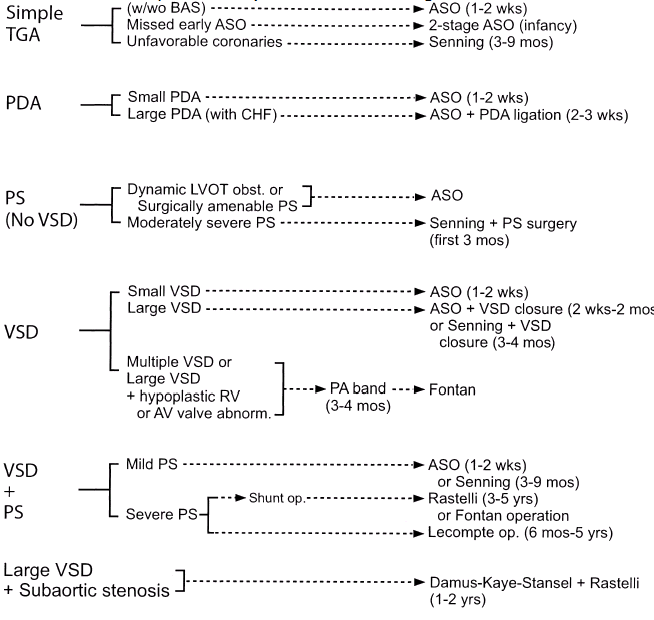 Simple
TGA
(w/wo BAS) ASO (1-2 wks)
Missed early ASO 2-stage ASO (infancy)
Unfavorable coronaries Senning (3-9 mos)
PDA
Small PDA ASO (1-2 wks)
Large PDA (with CHF) ASO + PDA ligation (2-3 wks)
PS
(No VSD)
Dynamic LVOT obst. or
Surgically amenable PS ASO
Moderately severe PS Senning + PS surgery
(first 3 mos)
VSD
Small VSD ASO (1-2 wks)
Large VSD ASO + VSD closure (2 wks-2 mos
or Senning + VSD
closure (3-4 mos)
Multiple VSD or
Large VSD
+ hypoplastic RV
or AV valve abnorm.
PA band
(3-4 mos)
Fontan
VSD
+
PS
Mild PS ASO (1-2 wks)
or Senning (3-9 mos)
Severe PS Shunt op. Rastelli (3-5 yrs)
or Fontan operation
Lecompte op. (6 mos-5 yrs)
Large VSD
+ Subaortic stenosis
Damus-Kaye-Stansel + Rastelli
(1-2 yrs)